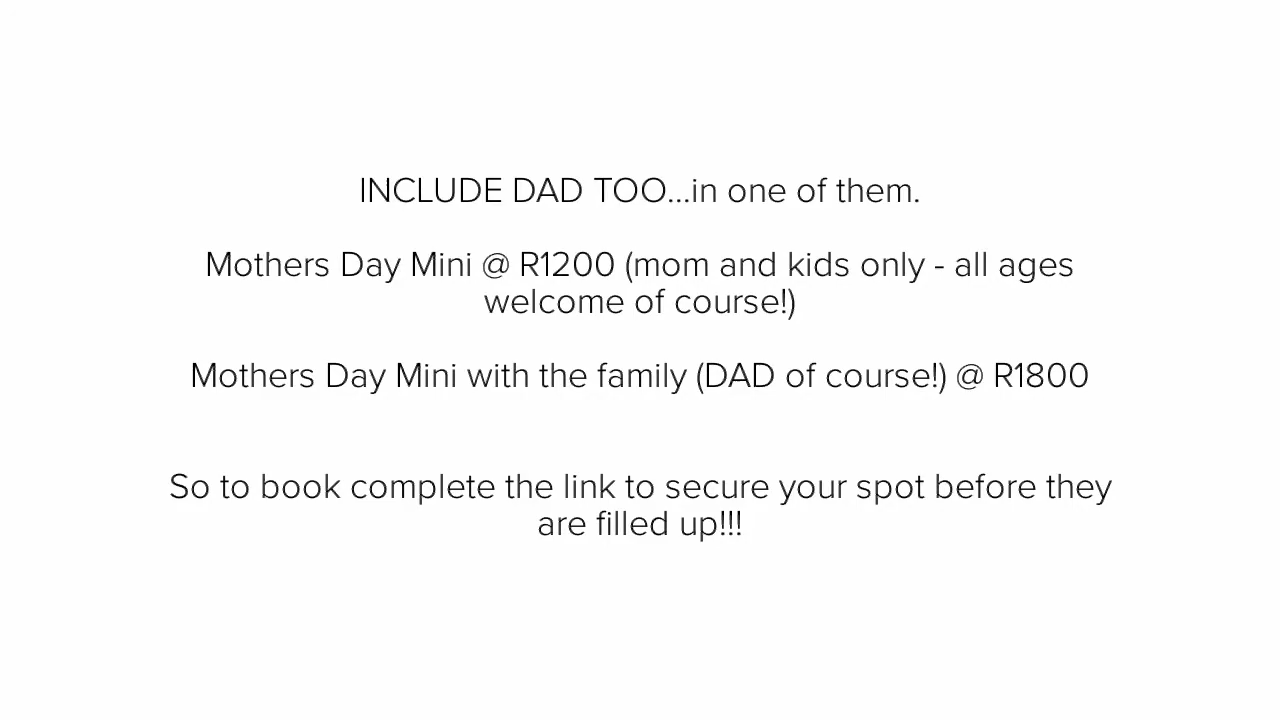 INCLUDE DAD TOO...in one of them.
Mothers Day Mini @ R1200 (mom and kids only - all ages
welcome of course!)
Mothers Day Mini with the family (DAD of course!) @ R1800
So to book complete the link to secure your spot before they
are filled up!!!